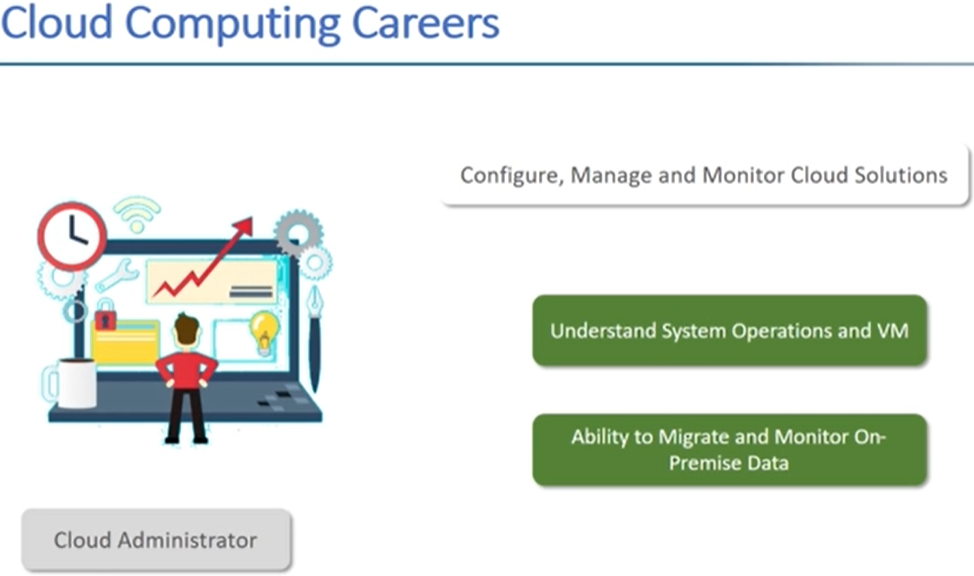 Cloud Computing Careers
Configure, Manage and Monitor Cloud Solutions
Understand System Operations and VM
Ability to Migrate and Monitor On-
Premise Data
Cloud Administrator